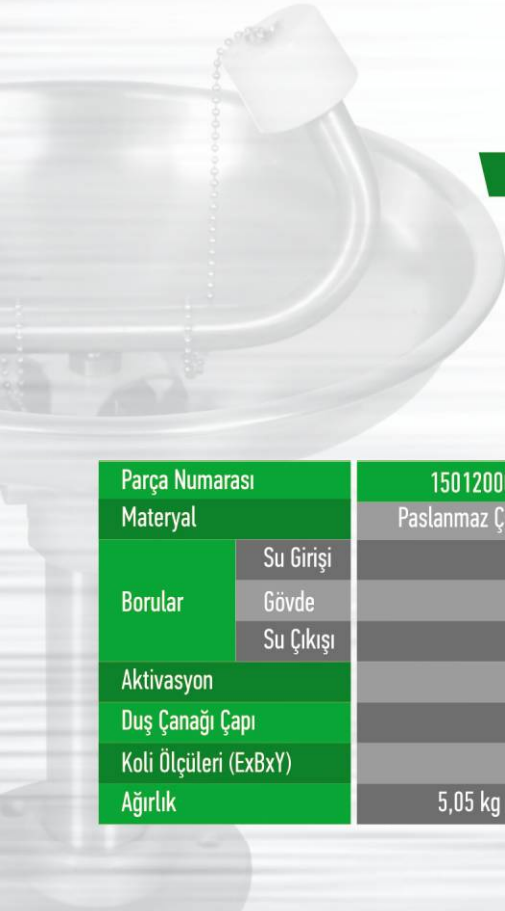 Parça Numarası 1501200
Materyal Paslanmaz Ç
Borular
Su Girişi
Gövde
Su Çıkışı
Aktivasyon
Duş Çanağı Çapı
Koli Ölçüleri (ExBxY)
Ağırlık 5,05 kg